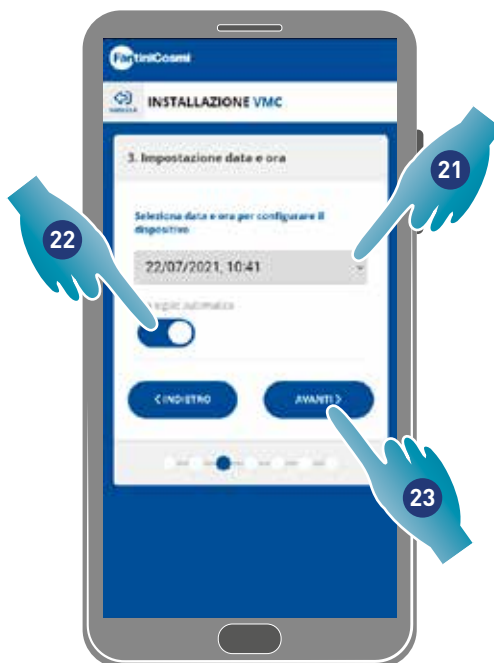 FantiniCosmi
INSTALLAZIONE VMC
3. Impostazione data e ora
21
22
Seleziona data e ora per configurare il
dispositivo
22/07/2021, 10:41
automatica
< INDIETRO
AVANTI >
23